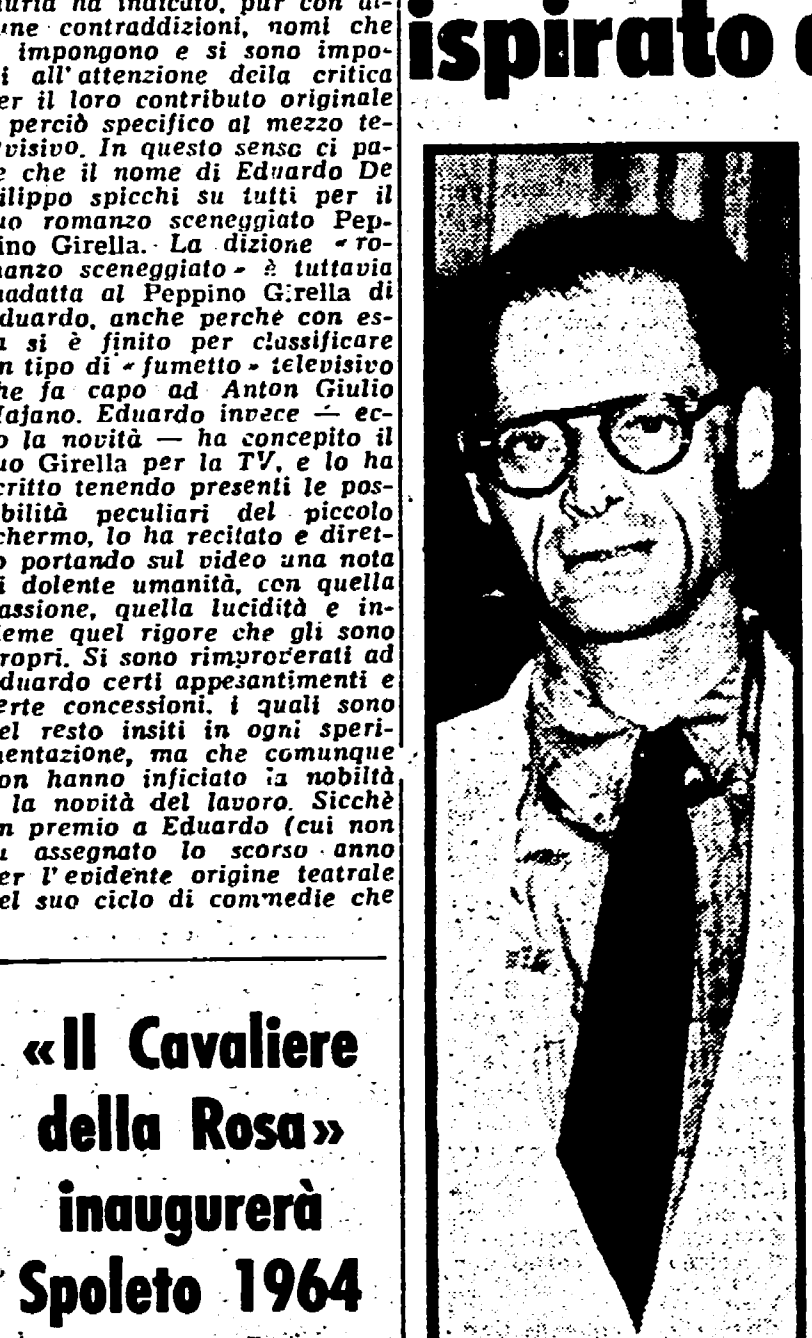 uria ha indicato, pur con al-
une contraddizioni, nomi che
impongono e si sono impo-
i all'attenzione della critica
er il loro contributo originale
perciò specifico al mezzo te-
visivo. In questo senso ci pa-
e che il nome di Eduardo De
ilippo spicchi su tutti per il
uo romanzo sceneggiato Pep-
ino Girella. La dizione « ro-
anzo sceneggiato » è tuttavia
nadatta al Peppino Girella di
duardo, anche perchè con es-
a si è finito per classificare
n tipo di « fumetto » televisivo
he fa capo ad Anton Giulio
Majano. Eduardo invece — ec-
o la novità — ha concepito il
uo Girella per la TV, e lo ha
critto tenendo presenti le pos-
bilità peculiari del piccolo
chermo, lo ha recitato e diret-
o portando sul video una nota
i dolente umanità, con quella
assione, quella lucidità e in-
ieme quel rigore che gli sono
ropri. Si sono rimproverati ad
duardo certi appesantimenti e
erte concessioni, i quali sono
el resto insiti in ogni speri-
mentazione, ma che comunque
on hanno inficiato la nobiltà
la novità del lavoro. Sicchè
n premio a Eduardo (cui non
u assegnato lo scorso anno
er l'evidente origine teatrale
el suo ciclo di commedie che
«Il Cavaliere
della Rosa»
inaugurerà
Spoleto 1964
ispirato